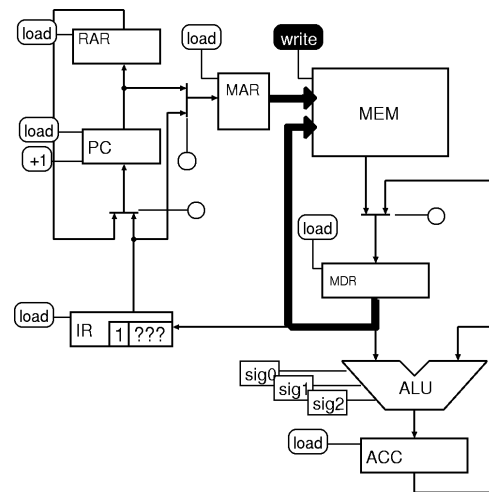 load
RAR
load
write
MAR
MEM
load
PC
+1
load
MDR
load
IR
1
???
sig0
sig1
sig2
ALU
load
ACC